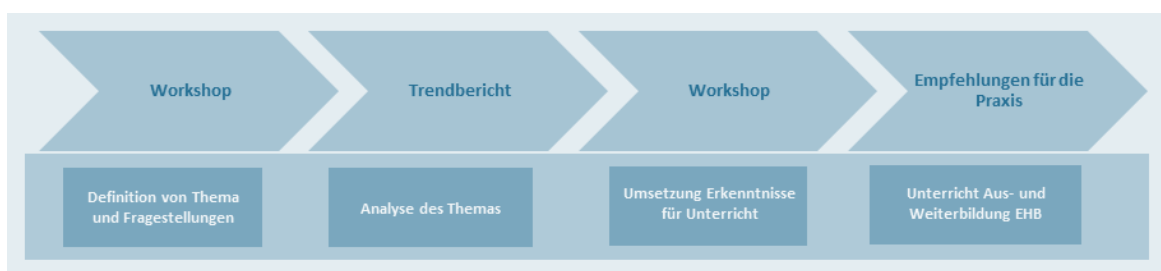 Workshop
Trendbericht
Workshop
Empfehlungen für die
Praxis
Definition von Thema
und Fragestellungen
Analyse des Themas
Umsetzung Erkenntnisse
für Unterricht
Unterricht Aus- und
Weiterbildung EHB